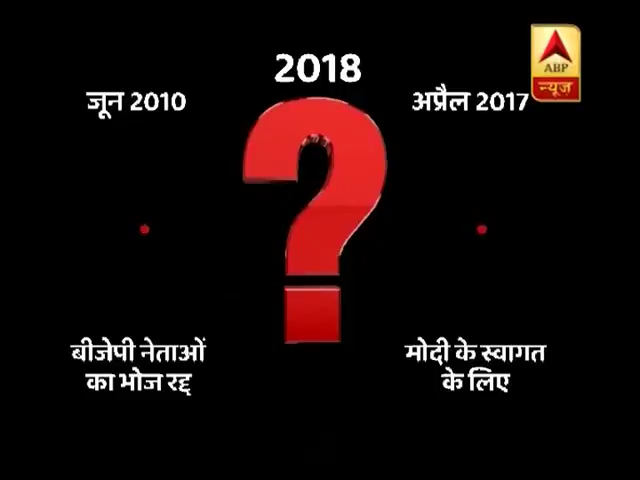 2018
जून 2010
अप्रैल 2017
ABP
न्यूज़
?
बीजेपी नेताओं
का भोज रद्द
मोदी के स्वागत
के लिए